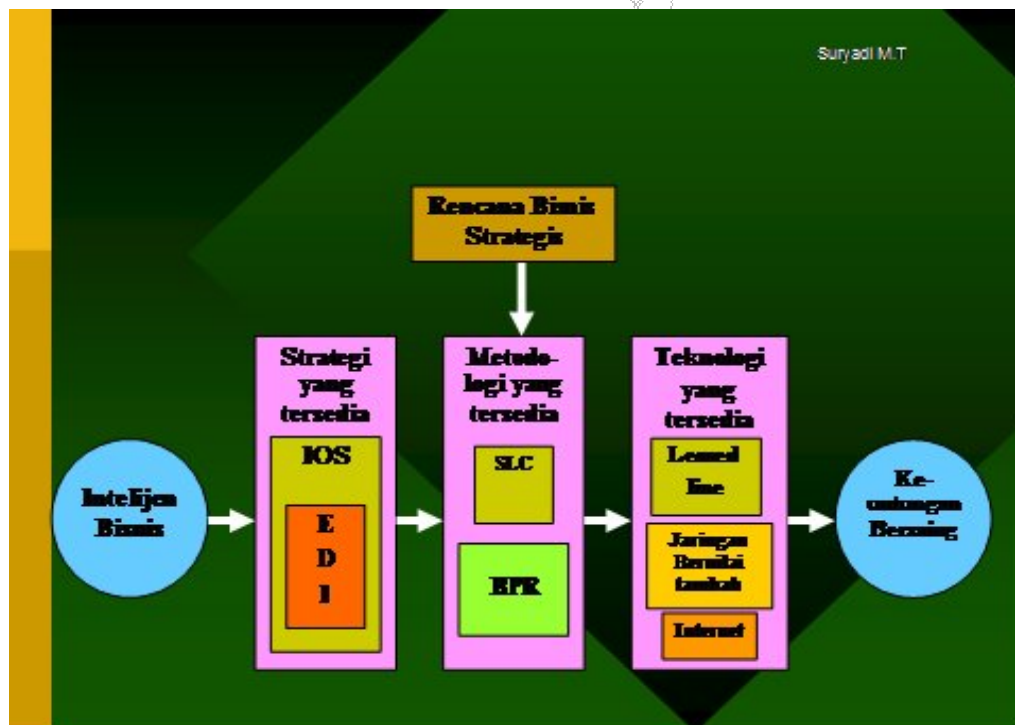 Suryadi M.T
Rencana Bisnis
Strategis
Strategi
yang
tersedia
IOS
E
D
I
Metodo-
logi yang
tersedia
SLC
BPR
Teknologi
yang
tersedia
Leased
line
Jaringan
Bernilai
tambah
Internet
Intelijen
Bisnis
Ke-
untungan
Bersaing